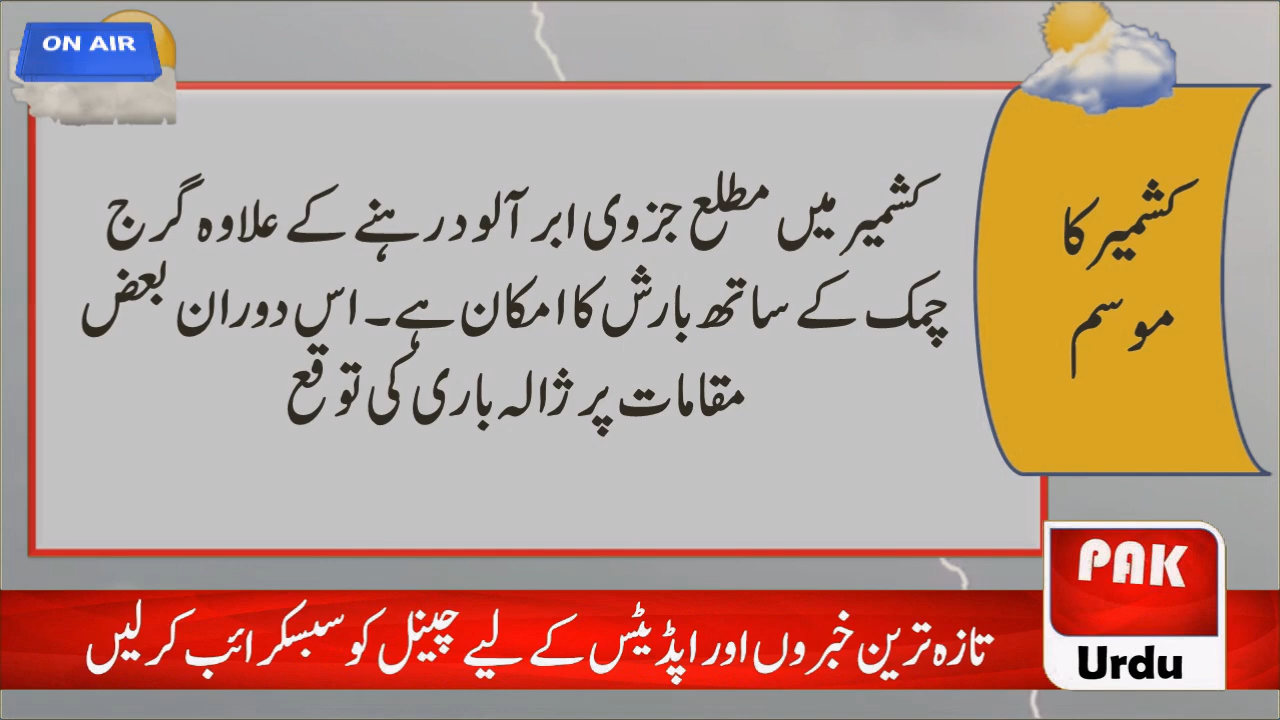 ON AIR
کشمیر کا
موسم
کشمیر میں مطلع جزوی ابر آلود رہنے کے علاوہ گرج
چمک کے ساتھ بارش کا امکان ہے۔ اس دوران بعض
مقامات پر ژالہ باری کی توقع
تازہ ترین خبروں اور اپڈیٹس کے لیے چینل کو سبسکرائب کر لیں
PAK
Urdu